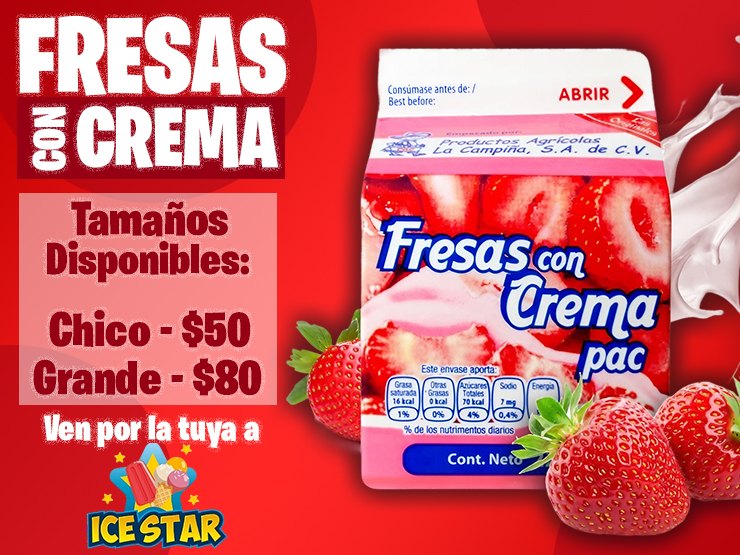 FRESAS
CON CREMA
Tamaños
Disponibles:
Chico - $50
Grande - $80
Ven por la tuya a
ICE STAR
Consúmase antes de: /
Best before:
ABRIR
Las
Originales
Empacado por:
Productos Agrícolas
La Campiña, S.A. de C.V.
Fresas con
Crema
pac
Este envase aporta:
Grasa saturada 16 kcal 1%
Otras Grasas 0 kcal 0%
Azúcares Totales 70 kcal 4%
Sodio 7 mg 0,4%
Energía
% de los nutrimentos diarios
Cont. Neto